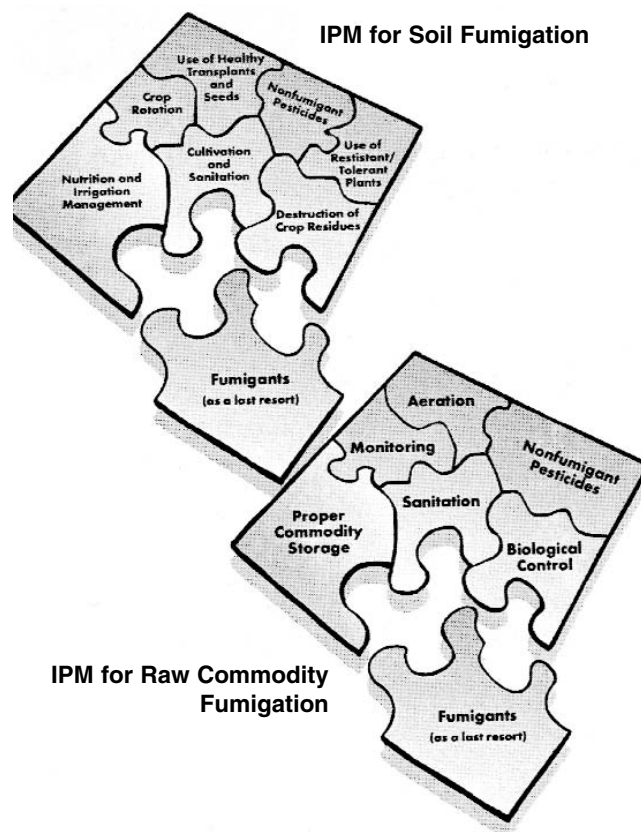 IPM for Soil Fumigation
Use of Healthy
Transplants
and
Seeds
Nonfumigant
Pesticides
Crop
Rotation
Use of
Restistant/
Tolerant
Plants
Cultivation
and
Sanitation
Nutrition and
Irrigation
Management
Destruction of
Crop Residues
Fumigants
(as a last resort)
Aeration
Monitoring
Nonfumigant
Pesticides
Sanitation
Proper
Commodity
Storage
Biological
Control
IPM for Raw Commodity
Fumigation
Fumigants
(as a last resort)